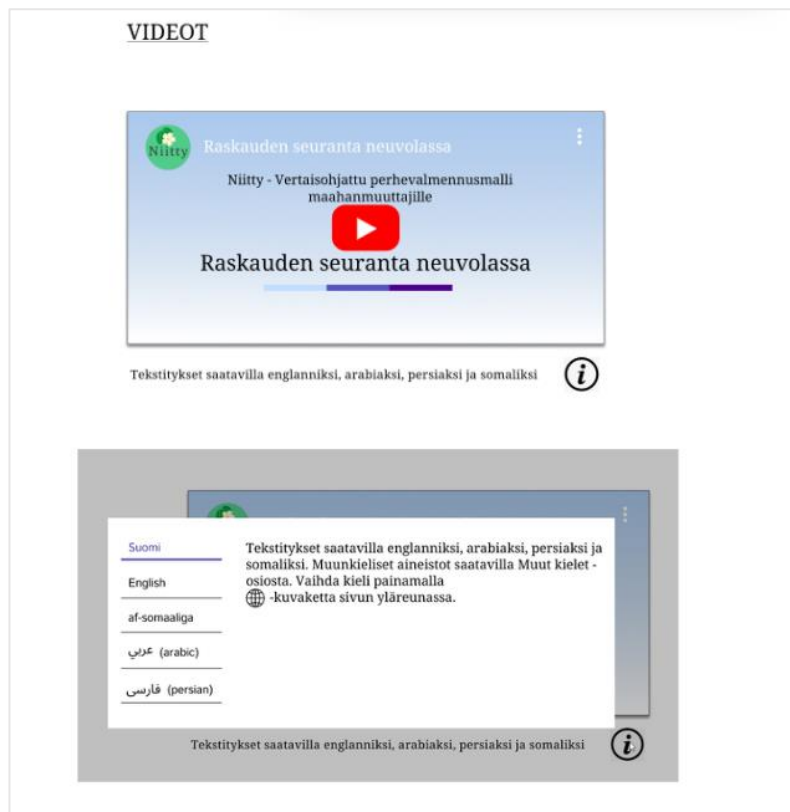 VIDEOT
Niitty
Raskauden seuranta neuvolassa
Niitty - Vertaisohjattu perhevalmennusmalli
maahanmuuttajille
Raskauden seuranta neuvolassa
Tekstitykset saatavilla englanniksi, arabiaksi, persiaksi ja somaliksi
i
Suomi
English
af-somaaliga
عربي (arabic)
فارسی (persian)
Tekstitykset saatavilla englanniksi, arabiaksi, persiaksi ja
somaliksi. Muunkieliset aineistot saatavilla Muut kielet -
osiosta. Vaihda kieli painamalla
-kuvaketta sivun yläreunassa.
Tekstitykset saatavilla englanniksi, arabiaksi, persiaksi ja somaliksi
i